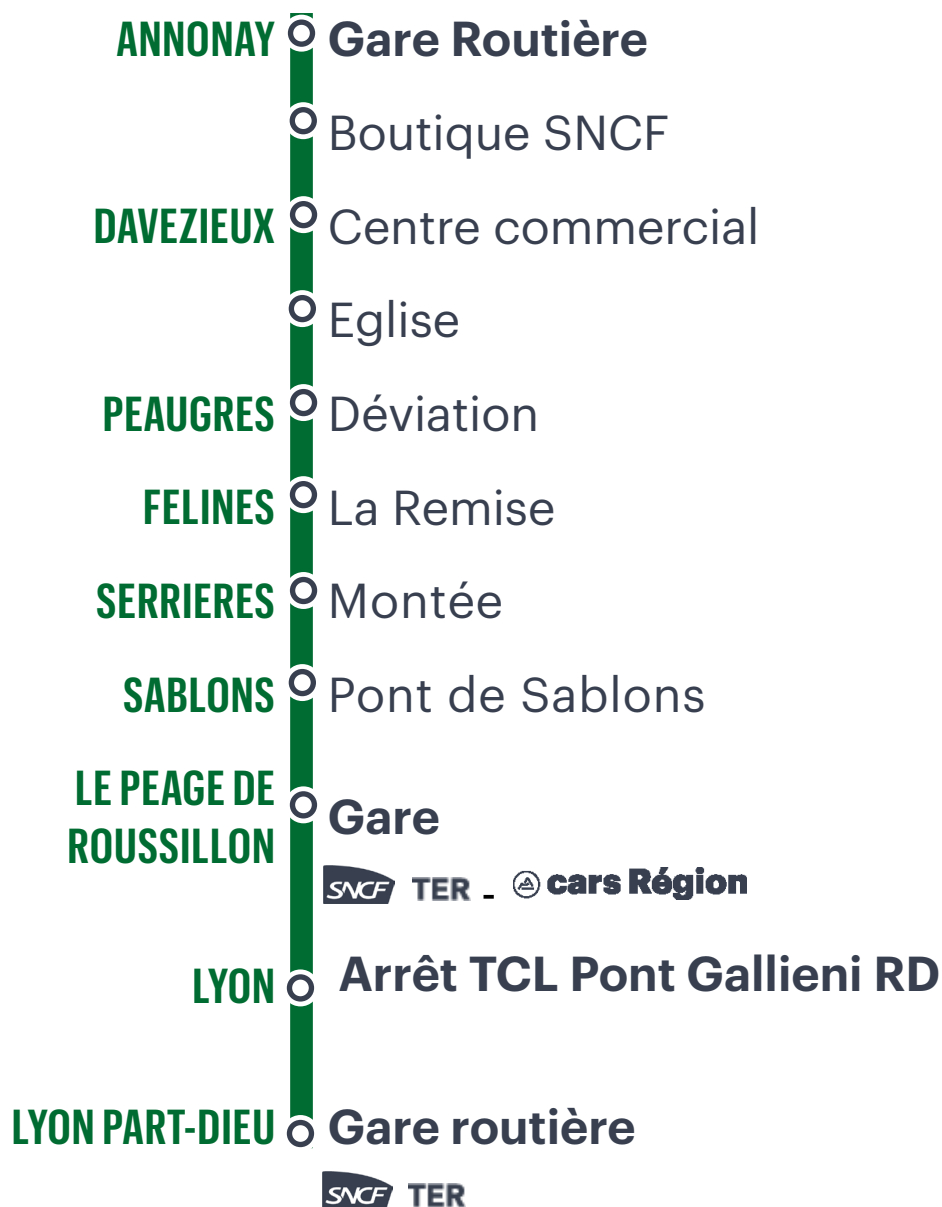 ANNONAY Gare Routière
Boutique SNCF
DAVEZIEUX Centre commercial
Eglise
PEAUGRES Déviation
FELINES La Remise
SERRIERES Montée
SABLONS Pont de Sablons
LE PEAGE DE
ROUSSILLON Gare
SNCF TER - cars Région
LYON Arrêt TCL Pont Gallieni RD
LYON PART-DIEU Gare routière
SNCF TER